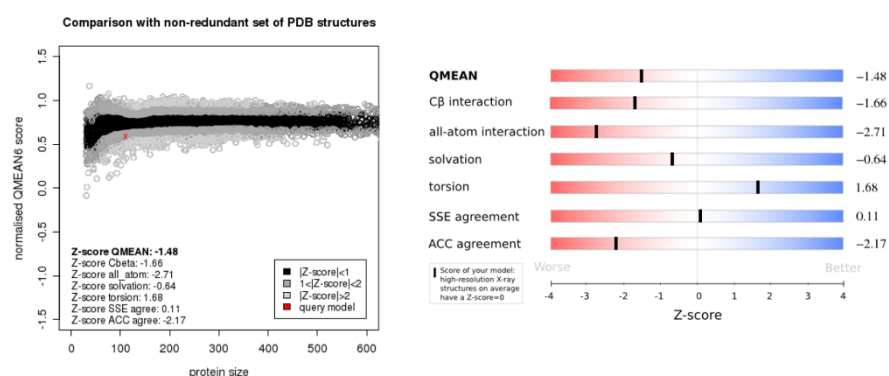 Comparison with non-redundant set of PDB structures
normalised QMEAN6 score
1.5
1.0
0.5
0.0
-0.5
-1.0
-1.5
Z-score QMEAN: -1.48
Z-score Cbeta: -1.66
Z-score all_atom: -2.71
Z-score solvation: -0.64
Z-score torsion: 1.68
Z-score SSE agree: 0.11
Z-score ACC agree: -2.17
|Z-score|<1
1<|Z-score|<2
|Z-score|>2
query model
x
0 100 200 300 400 500 600
protein size
QMEAN −1.48
Cβ interaction −1.66
all-atom interaction −2.71
solvation −0.64
torsion 1.68
SSE agreement 0.11
ACC agreement −2.17
Score of your model:
high-resolution X-ray
structures on average
have a Z-score=0
Worse Better
-4 -3 -2 -1 0 1 2 3 4
Z-score